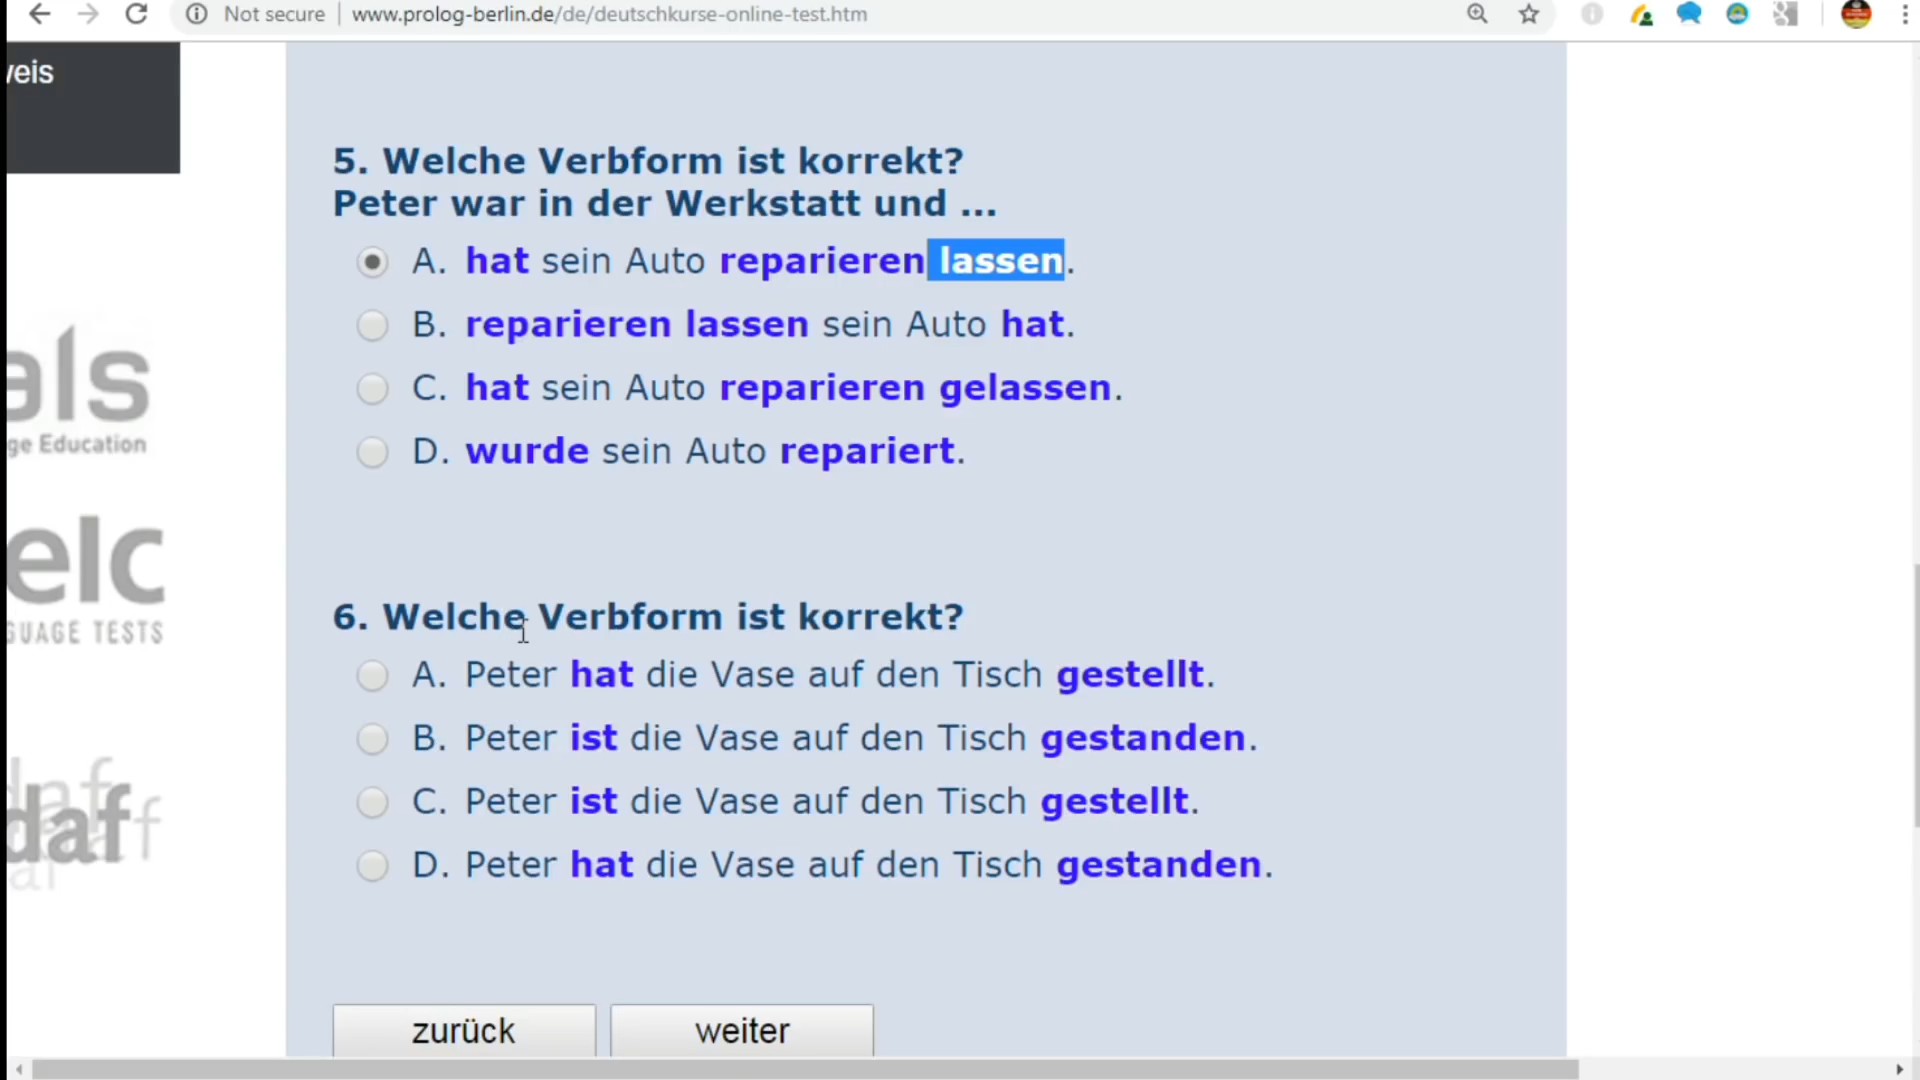 Not secure | www.prolog-berlin.de/de/deutschkurse-online-test.htm
weis
5. Welche Verbform ist korrekt?
Peter war in der Werkstatt und ...
A. hat sein Auto reparieren lassen.
B. reparieren lassen sein Auto hat.
C. hat sein Auto reparieren gelassen.
D. wurde sein Auto repariert.
als
ge Education
elc
GUAGE TESTS
daf
6. Welche Verbform ist korrekt?
A. Peter hat die Vase auf den Tisch gestellt.
B. Peter ist die Vase auf den Tisch gestanden.
C. Peter ist die Vase auf den Tisch gestellt.
D. Peter hat die Vase auf den Tisch gestanden.
zurück
weiter